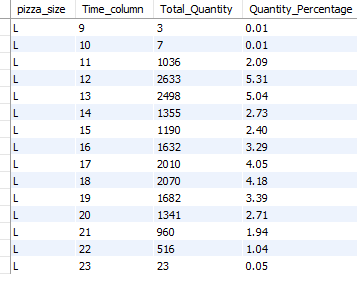 pizza_size Time_column Total_Quantity Quantity_Percentage
L 9 3 0.01
L 10 7 0.01
L 11 1036 2.09
L 12 2633 5.31
L 13 2498 5.04
L 14 1355 2.73
L 15 1190 2.40
L 16 1632 3.29
L 17 2010 4.05
L 18 2070 4.18
L 19 1682 3.39
L 20 1341 2.71
L 21 960 1.94
L 22 516 1.04
L 23 23 0.05